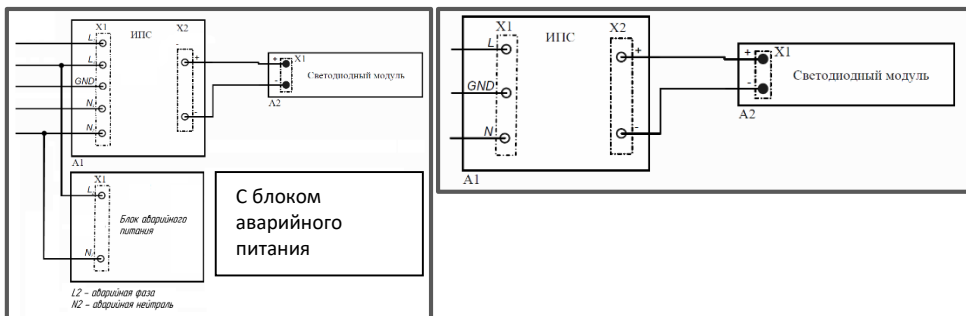 X1
ИПС
X2
L
L
GND
N
N
+
-
+
-
X1
Светодиодный модуль
A2
A1
X1
L
Блок аварийного
питания
N
С блоком
аварийного
питания
L2 – аварийная фаза
N2 – аварийная нейтраль
X1
ИПС
X2
L
GND
N
+
-
+
-
X1
Светодиодный модуль
A2
A1